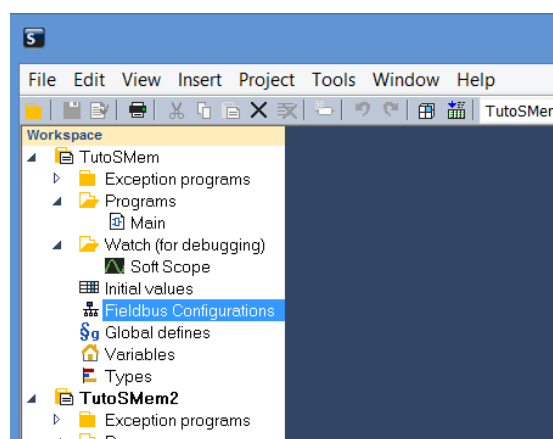 S
File Edit View Insert Project Tools Window Help
TutoSMem
Workspace
TutoSMem
Exception programs
Programs
Main
Watch (for debugging)
Soft Scope
Initial values
Fieldbus Configurations
§g Global defines
Variables
Types
TutoSMem2
Exception programs